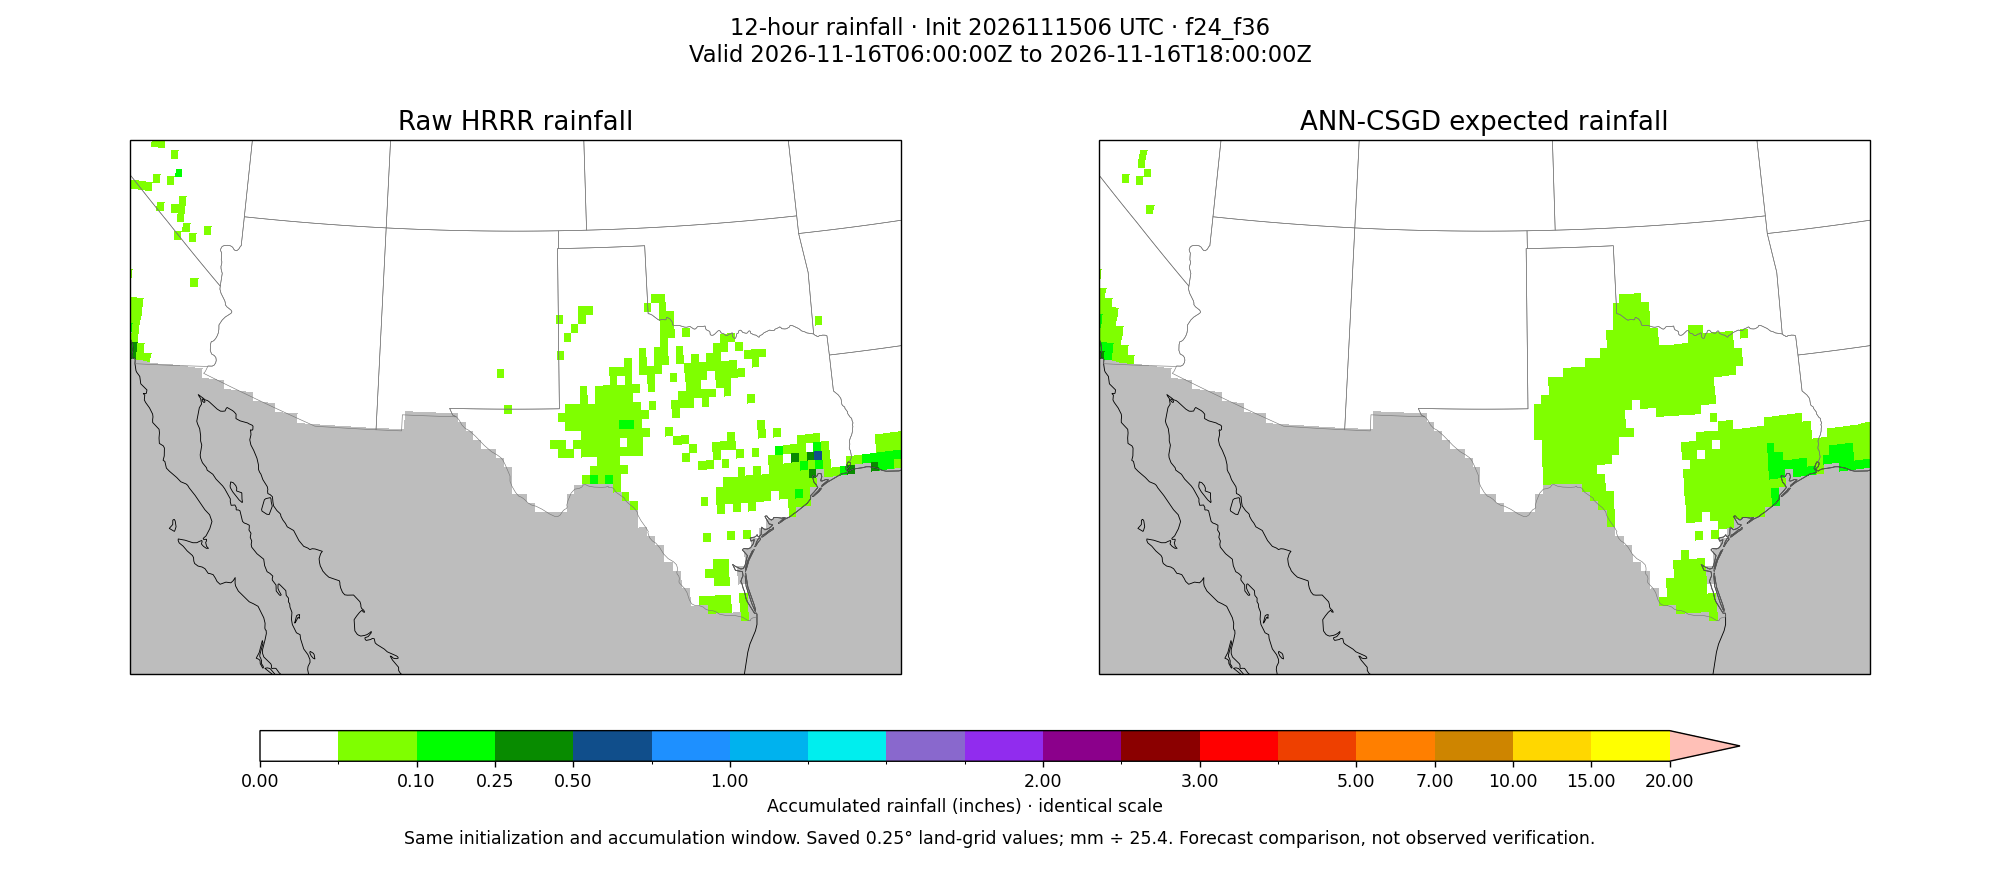 12-hour rainfall · Init 2026111506 UTC · f24_f36
Valid 2026-11-16T06:00:00Z to 2026-11-16T18:00:00Z
Raw HRRR rainfall
ANN-CSGD expected rainfall
0.00 0.10 0.25 0.50 1.00 2.00 3.00 5.00 7.00 10.00 15.00 20.00
Accumulated rainfall (inches) · identical scale
Same initialization and accumulation window. Saved 0.25° land-grid values; mm ÷ 25.4. Forecast comparison, not observed verification.